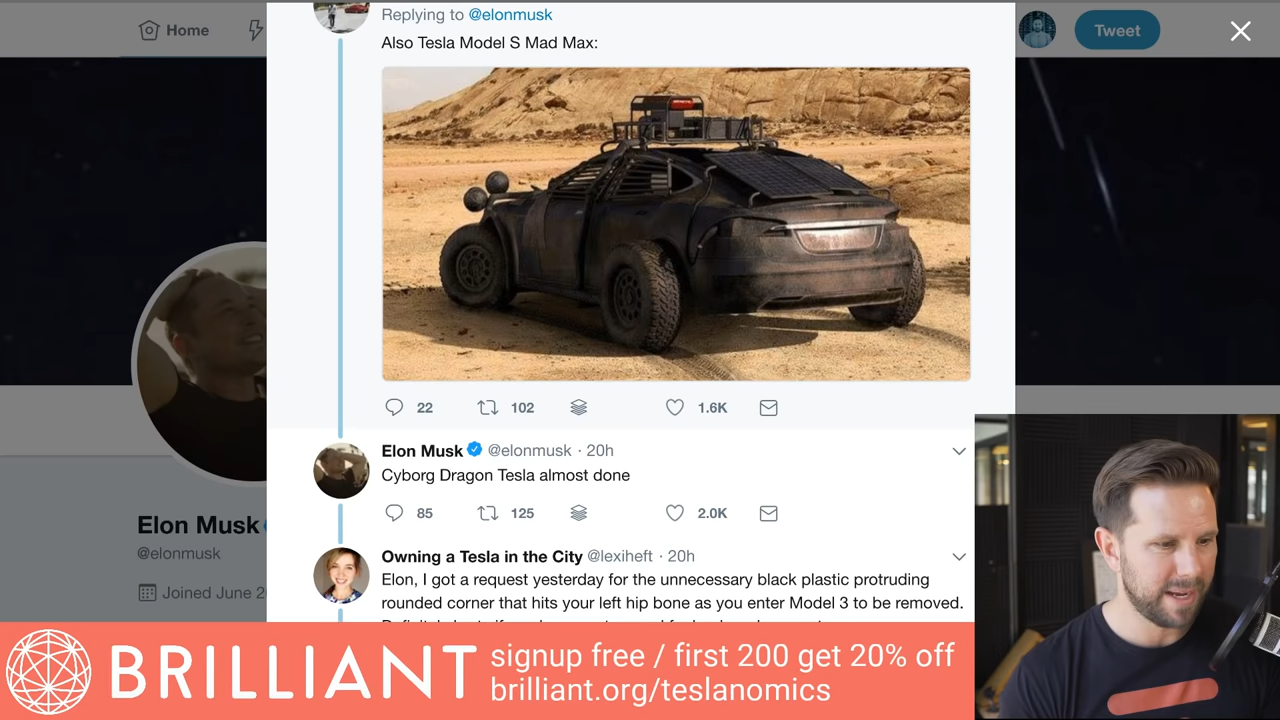 Replying to @elonmusk
Home
Tweet
Also Tesla Model S Mad Max:
22 102 1.6K
Elon Musk @elonmusk · 20h
Cyborg Dragon Tesla almost done
85 125 2.0K
Elon Musk
@elonmusk
Joined June 2
Owning a Tesla in the City @lexiheft · 20h
Elon, I got a request yesterday for the unnecessary black plastic protruding
rounded corner that hits your left hip bone as you enter Model 3 to be removed.
BRILLIANT
signup free / first 200 get 20% off
brilliant.org/teslanomics